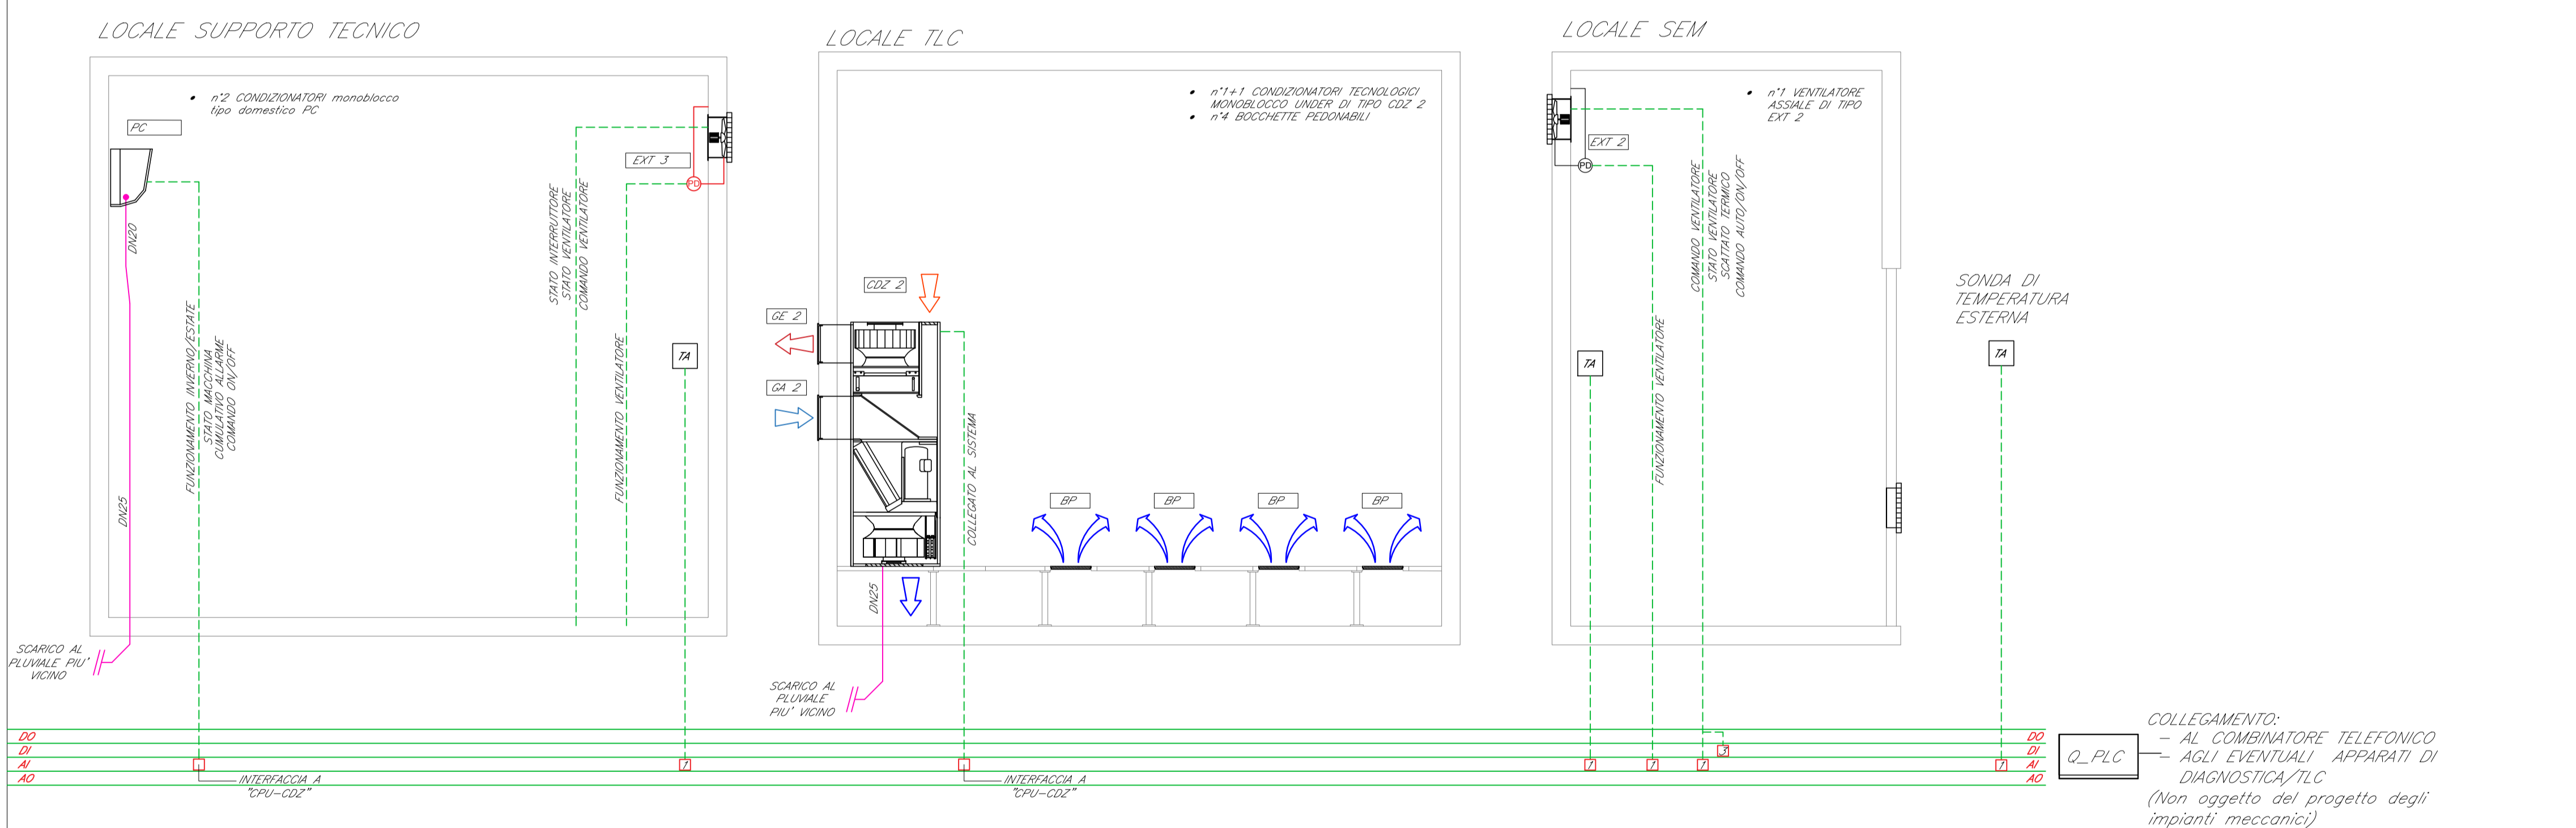 LOCALE SUPPORTO TECNICO
• n°2 CONDIZIONATORI monoblocco
tipo domestico PC
PC
EXT 3
PD
DN20
DN25
FUNZIONAMENTO INVERNO/ESTATE
STATO MACCHINA
CUMULATIVO ALLARME
COMANDO ON/OFF
STATO INTERRUTTORE
STATO VENTILATORE
COMANDO VENTILATORE
FUNZIONAMENTO VENTILATORE
TA
SCARICO AL
PLUVIALE PIU'
VICINO
LOCALE TLC
• n°1+1 CONDIZIONATORI TECNOLOGICI
MONOBLOCCO UNDER DI TIPO CDZ 2
• n°4 BOCCHETTE PEDONABILI
CDZ 2
GE 2
GA 2
COLLEGATO AL SISTEMA
BP
BP
BP
BP
DN25
SCARICO AL
PLUVIALE
PIU' VICINO
LOCALE SEM
• n°1 VENTILATORE
ASSIALE DI TIPO
EXT 2
EXT 2
PD
COMANDO VENTILATORE
STATO VENTILATORE
SCATTATO TERMICO
COMANDO AUTO/ON/OFF
FUNZIONAMENTO VENTILATORE
TA
SONDA DI
TEMPERATURA
ESTERNA
TA
DO
DI
AI
AO
1
1
1
1
3
1
INTERFACCIA A
"CPU-CDZ"
INTERFACCIA A
"CPU-CDZ"
DO
DI
AI
AO
Q_PLC
COLLEGAMENTO:
- AL COMBINATORE TELEFONICO
- AGLI EVENTUALI APPARATI DI
DIAGNOSTICA/TLC
(Non oggetto del progetto degli
impianti meccanici)